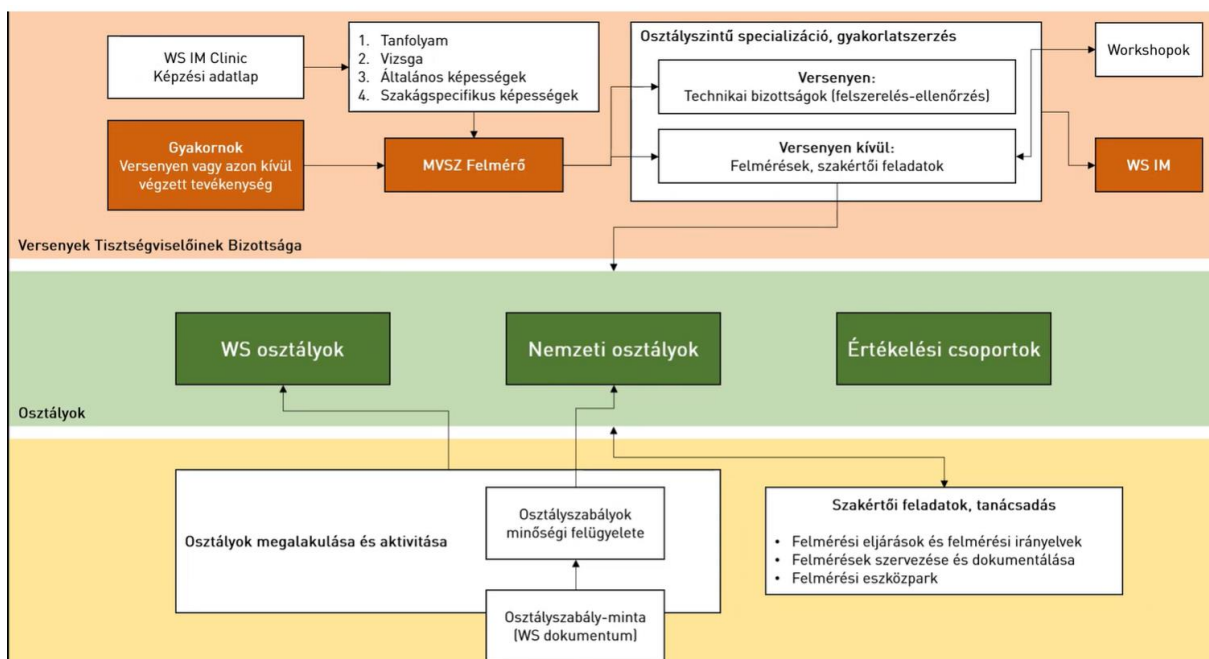 WS IM Clinic
Képzési adatlap
1. Tanfolyam
2. Vizsga
3. Általános képességek
4. Szakágspecifikus képességek
Osztályszintű specializáció, gyakorlatszerzés
Versenyen:
Technikai bizottságok (felszerelés-ellenőrzés)
Workshopok
Gyakornok
Versenyen vagy azon kívül
végzett tevékenység
MVSZ Felmérő
Versenyen kívül:
Felmérések, szakértői feladatok
WS IM
Versenyek Tisztségviselőinek Bizottsága
WS osztályok
Nemzeti osztályok
Értékelési csoportok
Osztályok
Osztályok megalakulása és aktivitása
Osztályszabályok
minőségi felügyelete
Osztályszabály-minta
(WS dokumentum)
Szakértői feladatok, tanácsadás
• Felmérési eljárások és felmérési irányelvek
• Felmérések szervezése és dokumentálása
• Felmérési eszközpark